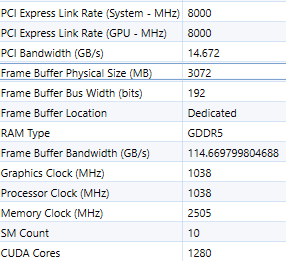 PCI Express Link Rate (System - MHz) 8000
PCI Express Link Rate (GPU - MHz) 8000
PCI Bandwidth (GB/s) 14.672
Frame Buffer Physical Size (MB) 3072
Frame Buffer Bus Width (bits) 192
Frame Buffer Location Dedicated
RAM Type GDDR5
Frame Buffer Bandwidth (GB/s) 114.669799804688
Graphics Clock (MHz) 1038
Processor Clock (MHz) 1038
Memory Clock (MHz) 2505
SM Count 10
CUDA Cores 1280